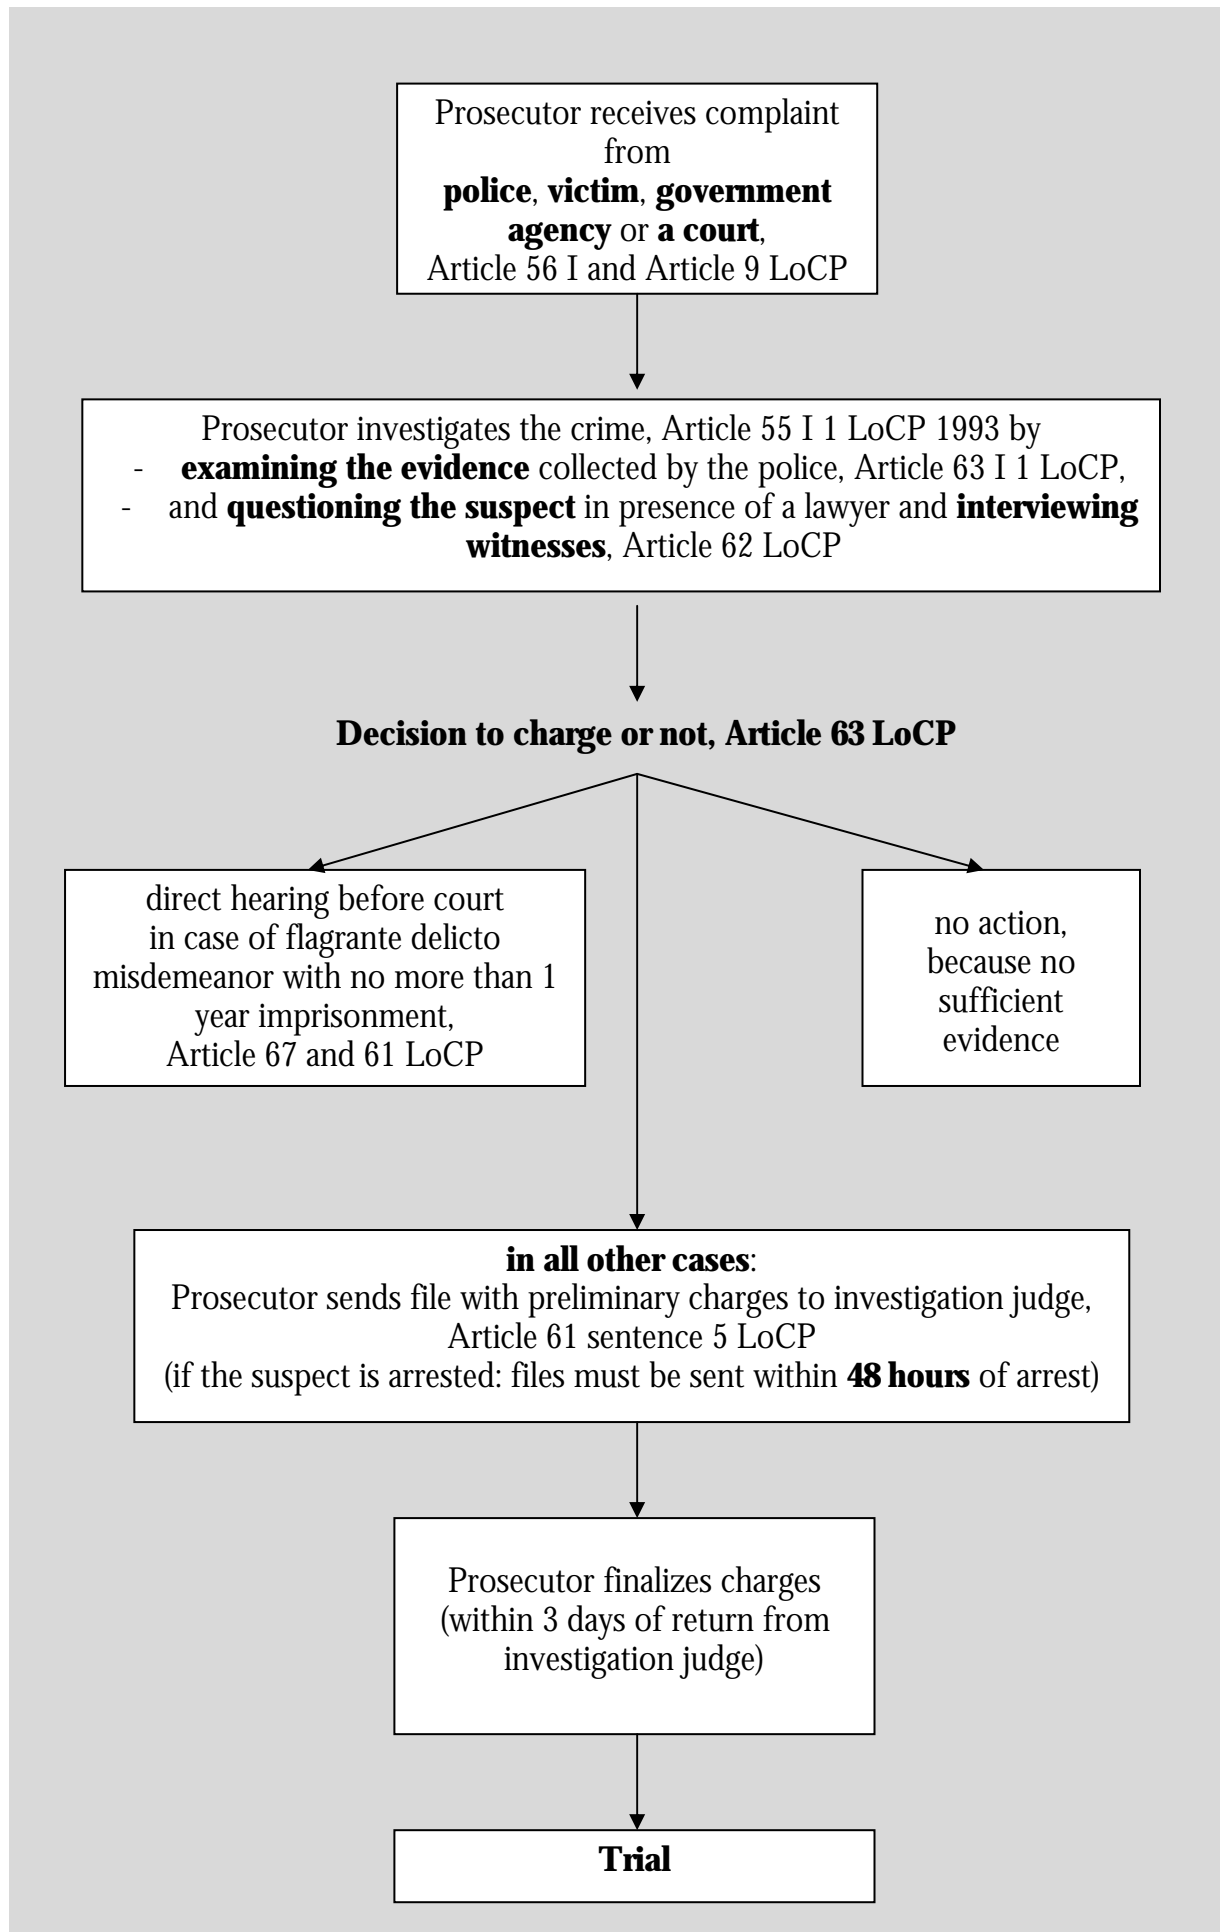 Prosecutor receives complaint
from
police, victim, government
agency or a court,
Article 56 I and Article 9 LoCP
Prosecutor investigates the crime, Article 55 I 1 LoCP 1993 by
- examining the evidence collected by the police, Article 63 I 1 LoCP,
- and questioning the suspect in presence of a lawyer and interviewing
witnesses, Article 62 LoCP
Decision to charge or not, Article 63 LoCP
direct hearing before court
in case of flagrante delicto
misdemeanor with no more than 1
year imprisonment,
Article 67 and 61 LoCP
no action,
because no
sufficient
evidence
in all other cases:
Prosecutor sends file with preliminary charges to investigation judge,
Article 61 sentence 5 LoCP
(if the suspect is arrested: files must be sent within 48 hours of arrest)
Prosecutor finalizes charges
(within 3 days of return from
investigation judge)
Trial